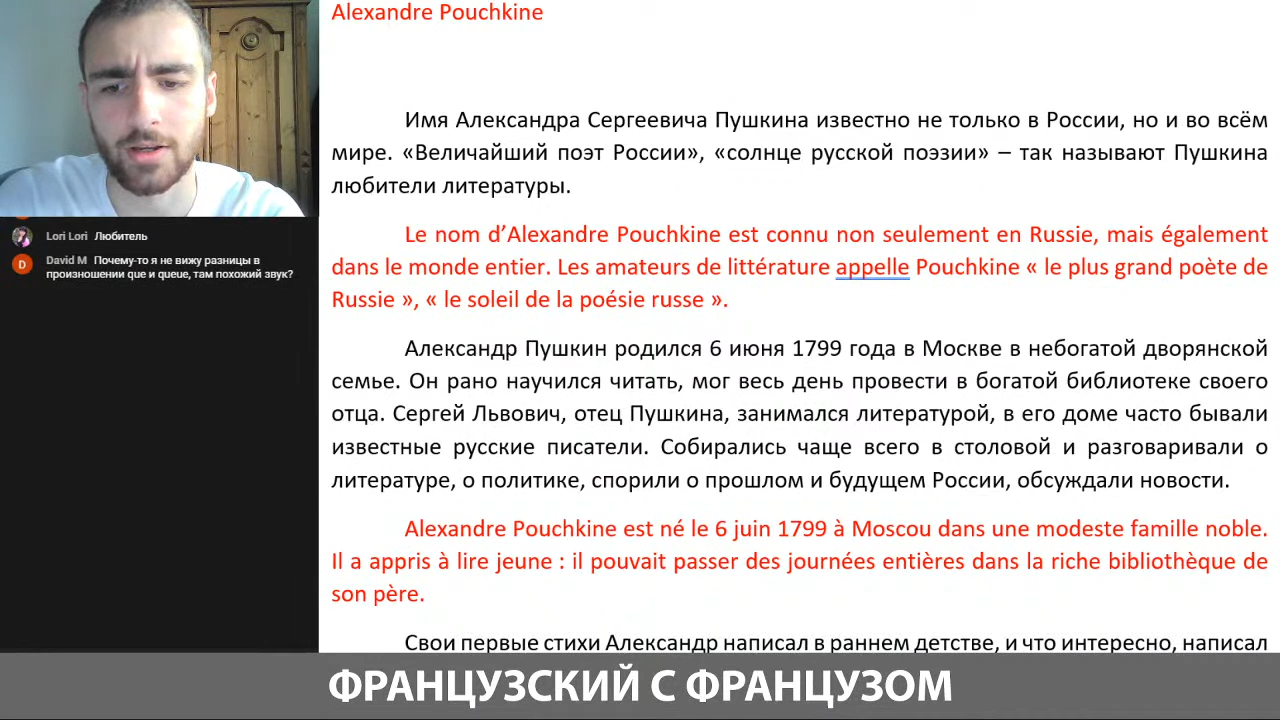 Alexandre Pouchkine
Имя Александра Сергеевича Пушкина известно не только в России, но и во всём
мире. «Величайший поэт России», «солнце русской поэзии» – так называют Пушкина
любители литературы.
Le nom d’Alexandre Pouchkine est connu non seulement en Russie, mais également
dans le monde entier. Les amateurs de littérature appelle Pouchkine « le plus grand poète de
Russie », « le soleil de la poésie russe ».
Александр Пушкин родился 6 июня 1799 года в Москве в небогатой дворянской
семье. Он рано научился читать, мог весь день провести в богатой библиотеке своего
отца. Сергей Львович, отец Пушкина, занимался литературой, в его доме часто бывали
известные русские писатели. Собирались чаще всего в столовой и разговаривали о
литературе, о политике, спорили о прошлом и будущем России, обсуждали новости.
Alexandre Pouchkine est né le 6 juin 1799 à Moscou dans une modeste famille noble.
Il a appris à lire jeune : il pouvait passer des journées entières dans la riche bibliothèque de
son père.
Свои первые стихи Александр написал в раннем детстве, и что интересно, написал
Lori Lori Любитель
D David M Почему-то я не вижу разницы в
произношении que и queue, там похожий звук?
ФРАНЦУЗСКИЙ С ФРАНЦУЗОМ